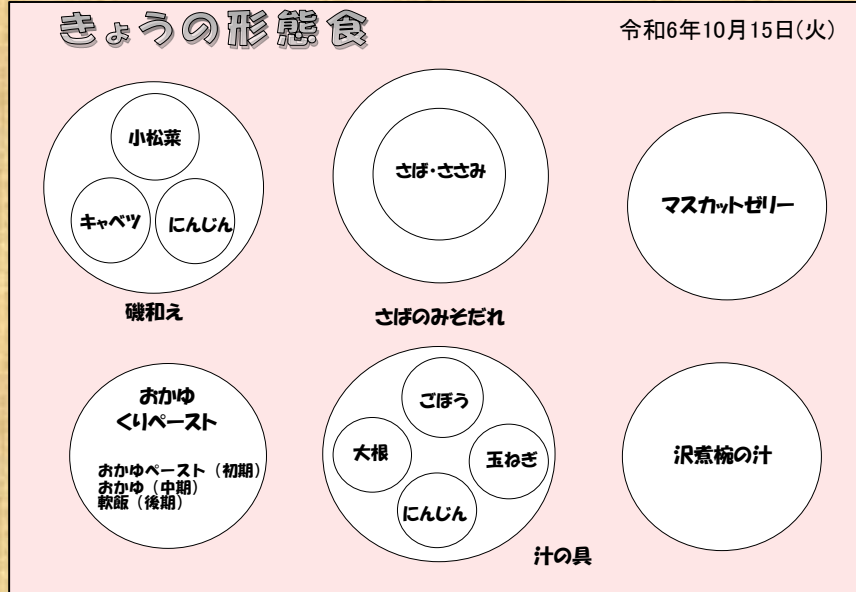 きょうの形態食
令和6年10月15日(火)
小松菜
キャベツ
にんじん
磯和え
さば・ささみ
さばのみそだれ
マスカットゼリー
おかゆ
くりペースト
おかゆペースト（初期）
おかゆ（中期）
軟飯（後期）
ごぼう
大根
玉ねぎ
にんじん
汁の具
沢煮椀の汁